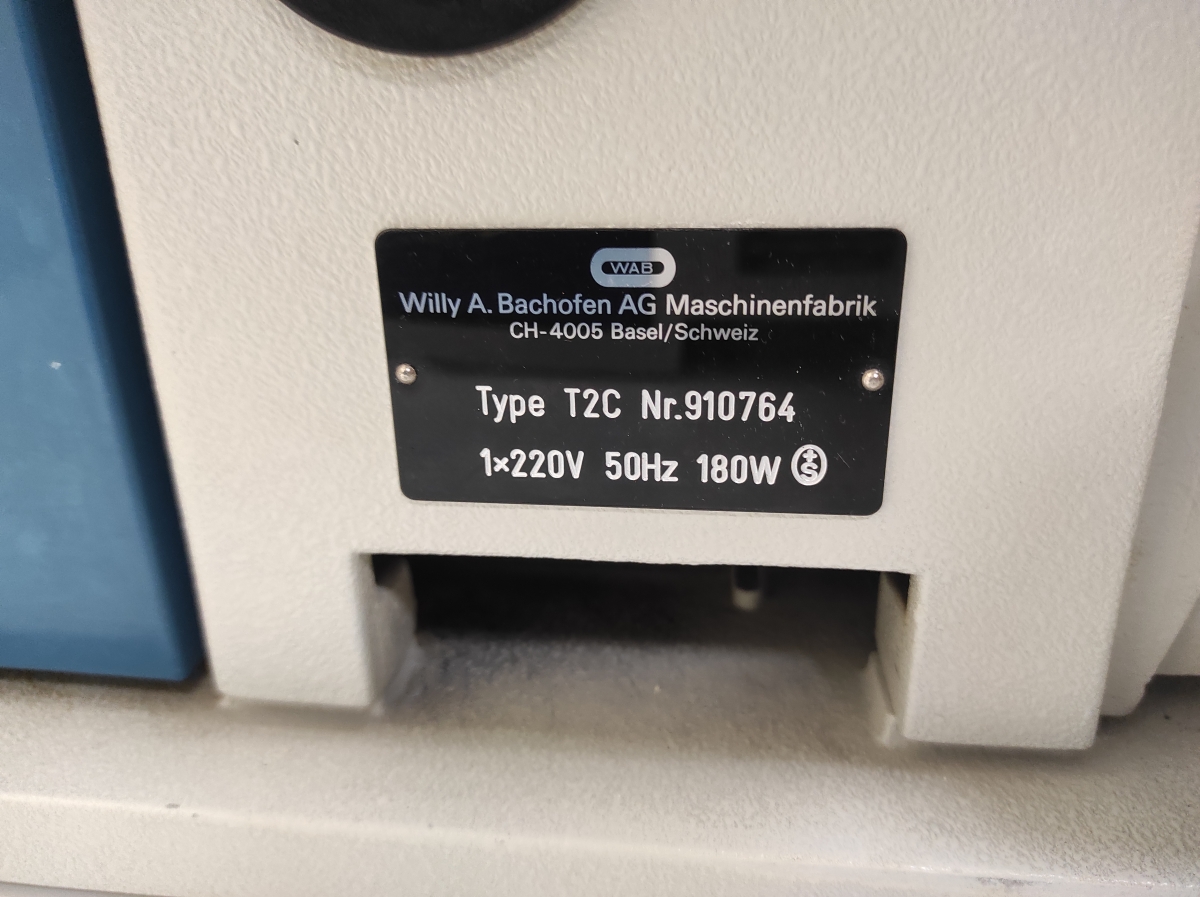 WAB
Willy A. Bachofen AG Maschinenfabrik
CH-4005 Basel/Schweiz
Type T2C Nr.910764
1×220V 50Hz 180W +S